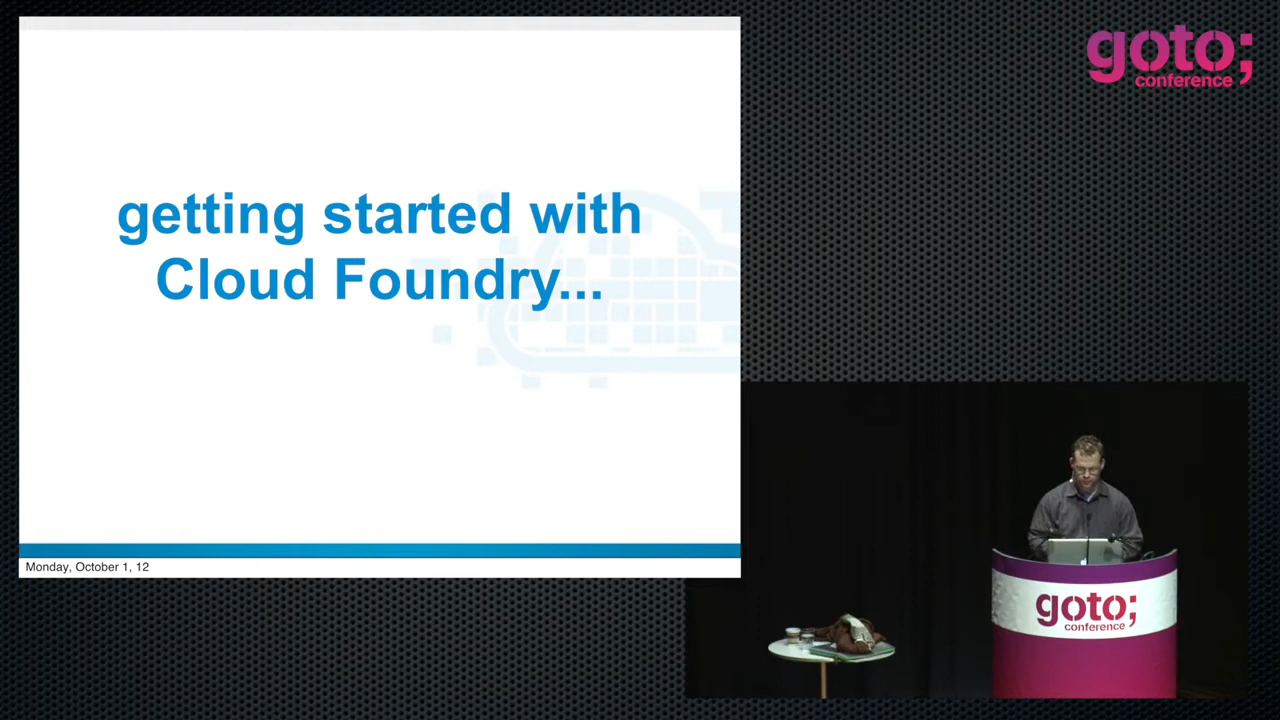 getting started with
Cloud Foundry...
Monday, October 1, 12
goto;
conference
goto;
conference